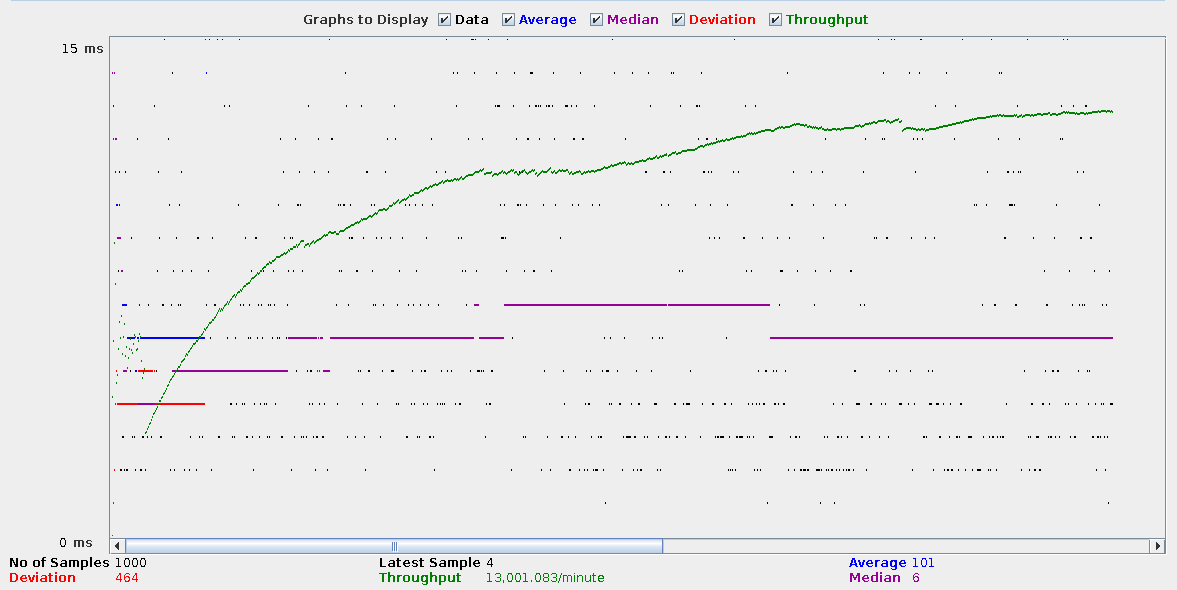 Graphs to Display Data Average Median Deviation Throughput
15 ms
0 ms
No of Samples 1000 Latest Sample 4 Average 101
Deviation 464 Throughput 13,001.083/minute Median 6